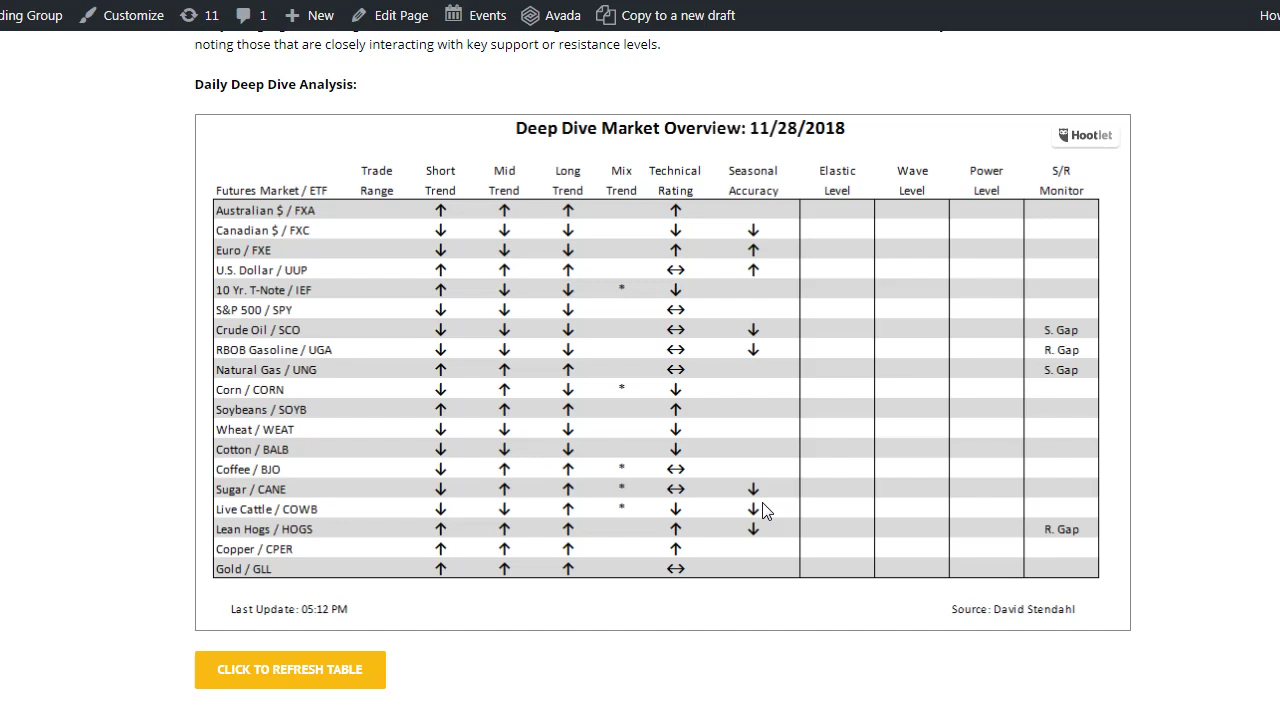 ding Group Customize 11 1 New Edit Page Events Avada Copy to a new draft
noting those that are closely interacting with key support or resistance levels.
Daily Deep Dive Analysis:
Deep Dive Market Overview: 11/28/2018
Hootlet
Trade Short Mid Long Mix Technical Seasonal Elastic Wave Power S/R
Futures Market / ETF Range Trend Trend Trend Trend Rating Accuracy Level Level Level Monitor
Australian $ / FXA ↑ ↑ ↑ ↑
Canadian $ / FXC ↓ ↓ ↓ ↓ ↓
Euro / FXE ↓ ↓ ↓ ↑ ↑
U.S. Dollar / UUP ↑ ↑ ↑ ↔ ↑
10 Yr. T-Note / IEF ↑ ↓ ↓ * ↓
S&P 500 / SPY ↓ ↓ ↓ ↔
Crude Oil / SCO ↓ ↓ ↓ ↔ ↓ S. Gap
RBOB Gasoline / UGA ↓ ↓ ↓ ↔ ↓ R. Gap
Natural Gas / UNG ↑ ↑ ↑ ↔ S. Gap
Corn / CORN ↓ ↑ ↓ * ↓
Soybeans / SOYB ↑ ↑ ↑ ↑
Wheat / WEAT ↓ ↓ ↓ ↓
Cotton / BALB ↓ ↓ ↓ ↓
Coffee / BJO ↓ ↑ ↑ * ↔
Sugar / CANE ↓ ↑ ↑ * ↔ ↓
Live Cattle / COWB ↓ ↓ ↑ * ↓ ↓
Lean Hogs / HOGS ↑ ↑ ↑ ↑ ↓ R. Gap
Copper / CPER ↑ ↑ ↑ ↑
Gold / GLL ↑ ↑ ↑ ↔
Last Update: 05:12 PM Source: David Stendahl
CLICK TO REFRESH TABLE